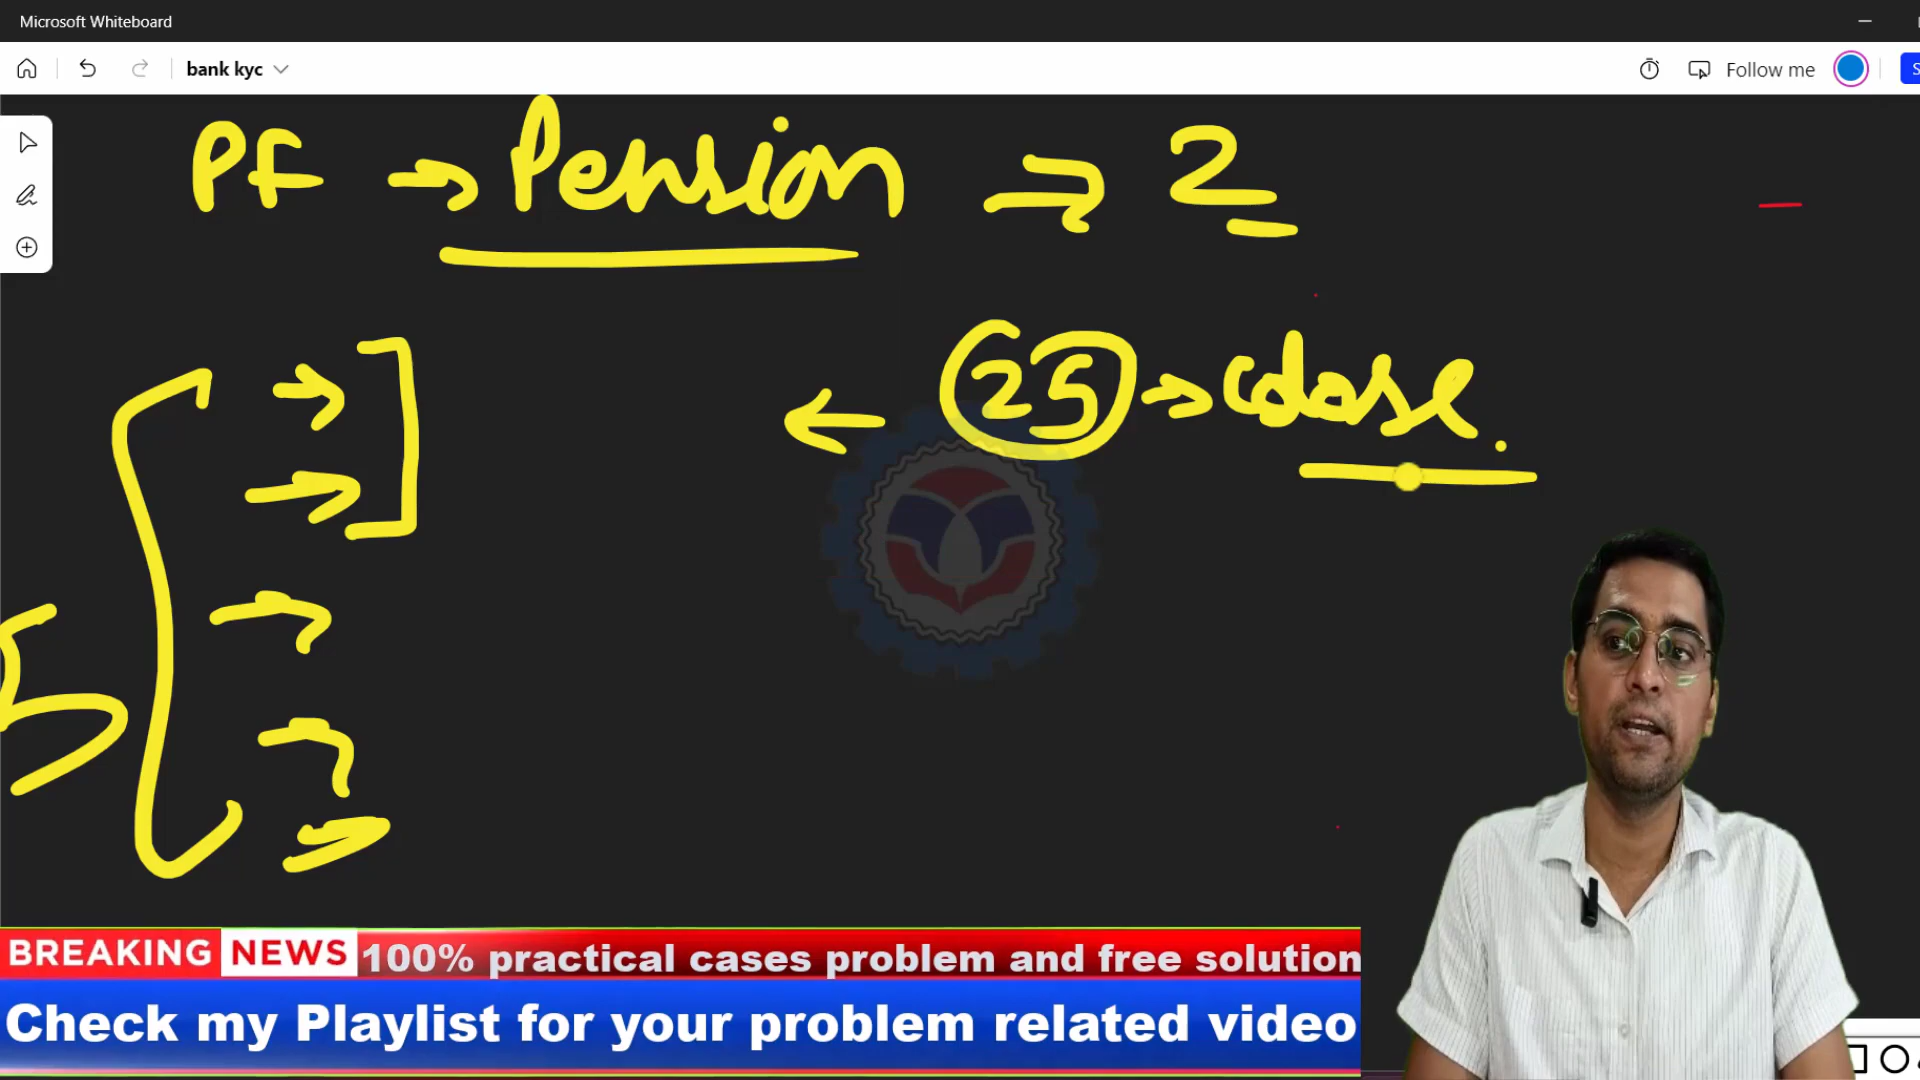 Microsoft Whiteboard
bank kyc
Follow me
PF → Pension → 2
← 25 → close.
5
BREAKING NEWS 100% practical cases problem and free solution
Check my Playlist for your problem related video